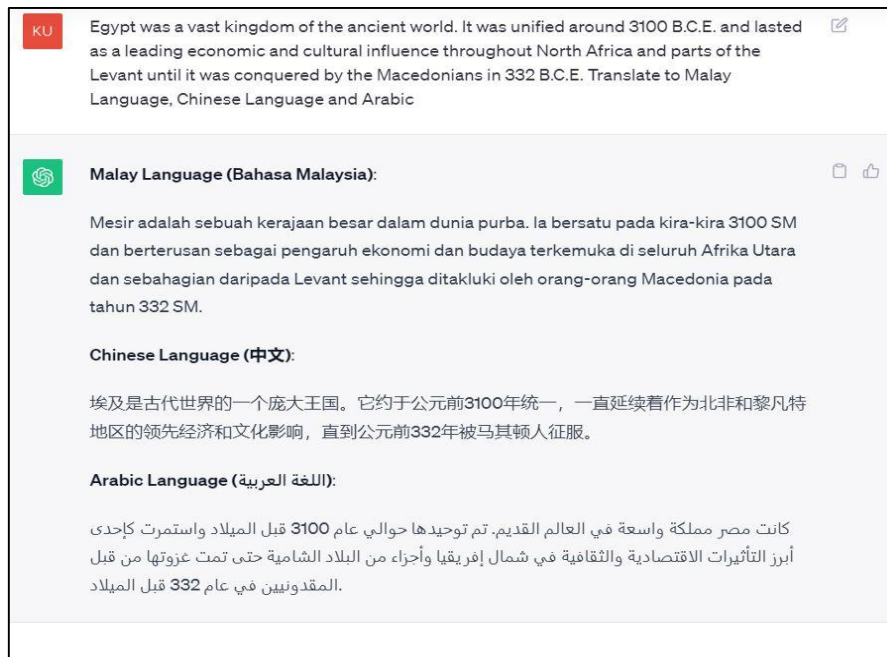 KU
Egypt was a vast kingdom of the ancient world. It was unified around 3100 B.C.E. and lasted
as a leading economic and cultural influence throughout North Africa and parts of the
Levant until it was conquered by the Macedonians in 332 B.C.E. Translate to Malay
Language, Chinese Language and Arabic
Malay Language (Bahasa Malaysia):
Mesir adalah sebuah kerajaan besar dalam dunia purba. Ia bersatu pada kira-kira 3100 SM
dan berterusan sebagai pengaruh ekonomi dan budaya terkemuka di seluruh Afrika Utara
dan sebahagian daripada Levant sehingga ditakluki oleh orang-orang Macedonia pada
tahun 332 SM.
Chinese Language (中文):
埃及是古代世界的一个庞大王国。它约于公元前3100年统一，一直延续着作为北非和黎凡特
地区的领先经济和文化影响，直到公元前332年被马其顿人征服。
Arabic Language (اللغة العربية):
كانت مصر مملكة واسعة في العالم القديم. تم توحيدها حوالي عام 3100 قبل الميلاد واستمرت كإحدى
أبرز التأثيرات الاقتصادية والثقافية في شمال إفريقيا وأجزاء من البلاد الشامية حتى تمت غزوتها من قبل
المقدونيين في عام 332 قبل الميلاد.